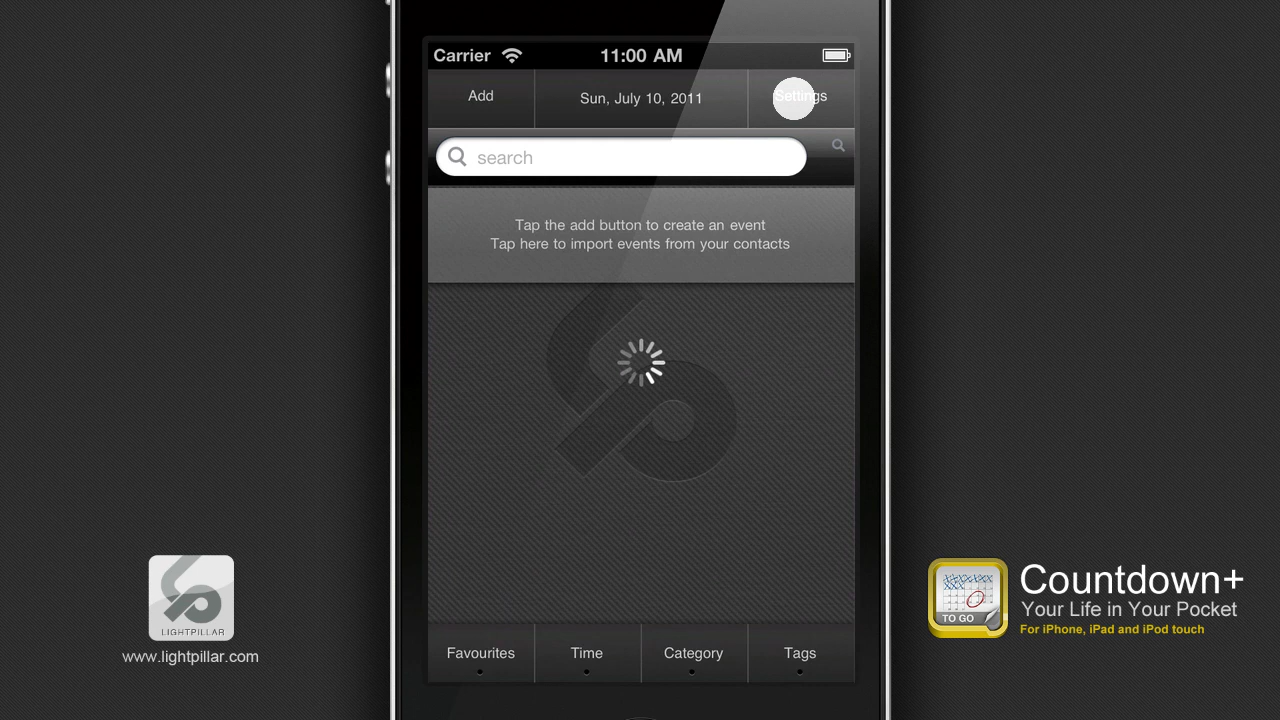 Carrier 11:00 AM
Add Sun, July 10, 2011 Settings
search
Tap the add button to create an event
Tap here to import events from your contacts
Favourites Time Category Tags
LIGHTPILLAR
www.lightpillar.com
TO GO
Countdown+
Your Life in Your Pocket
For iPhone, iPad and iPod touch